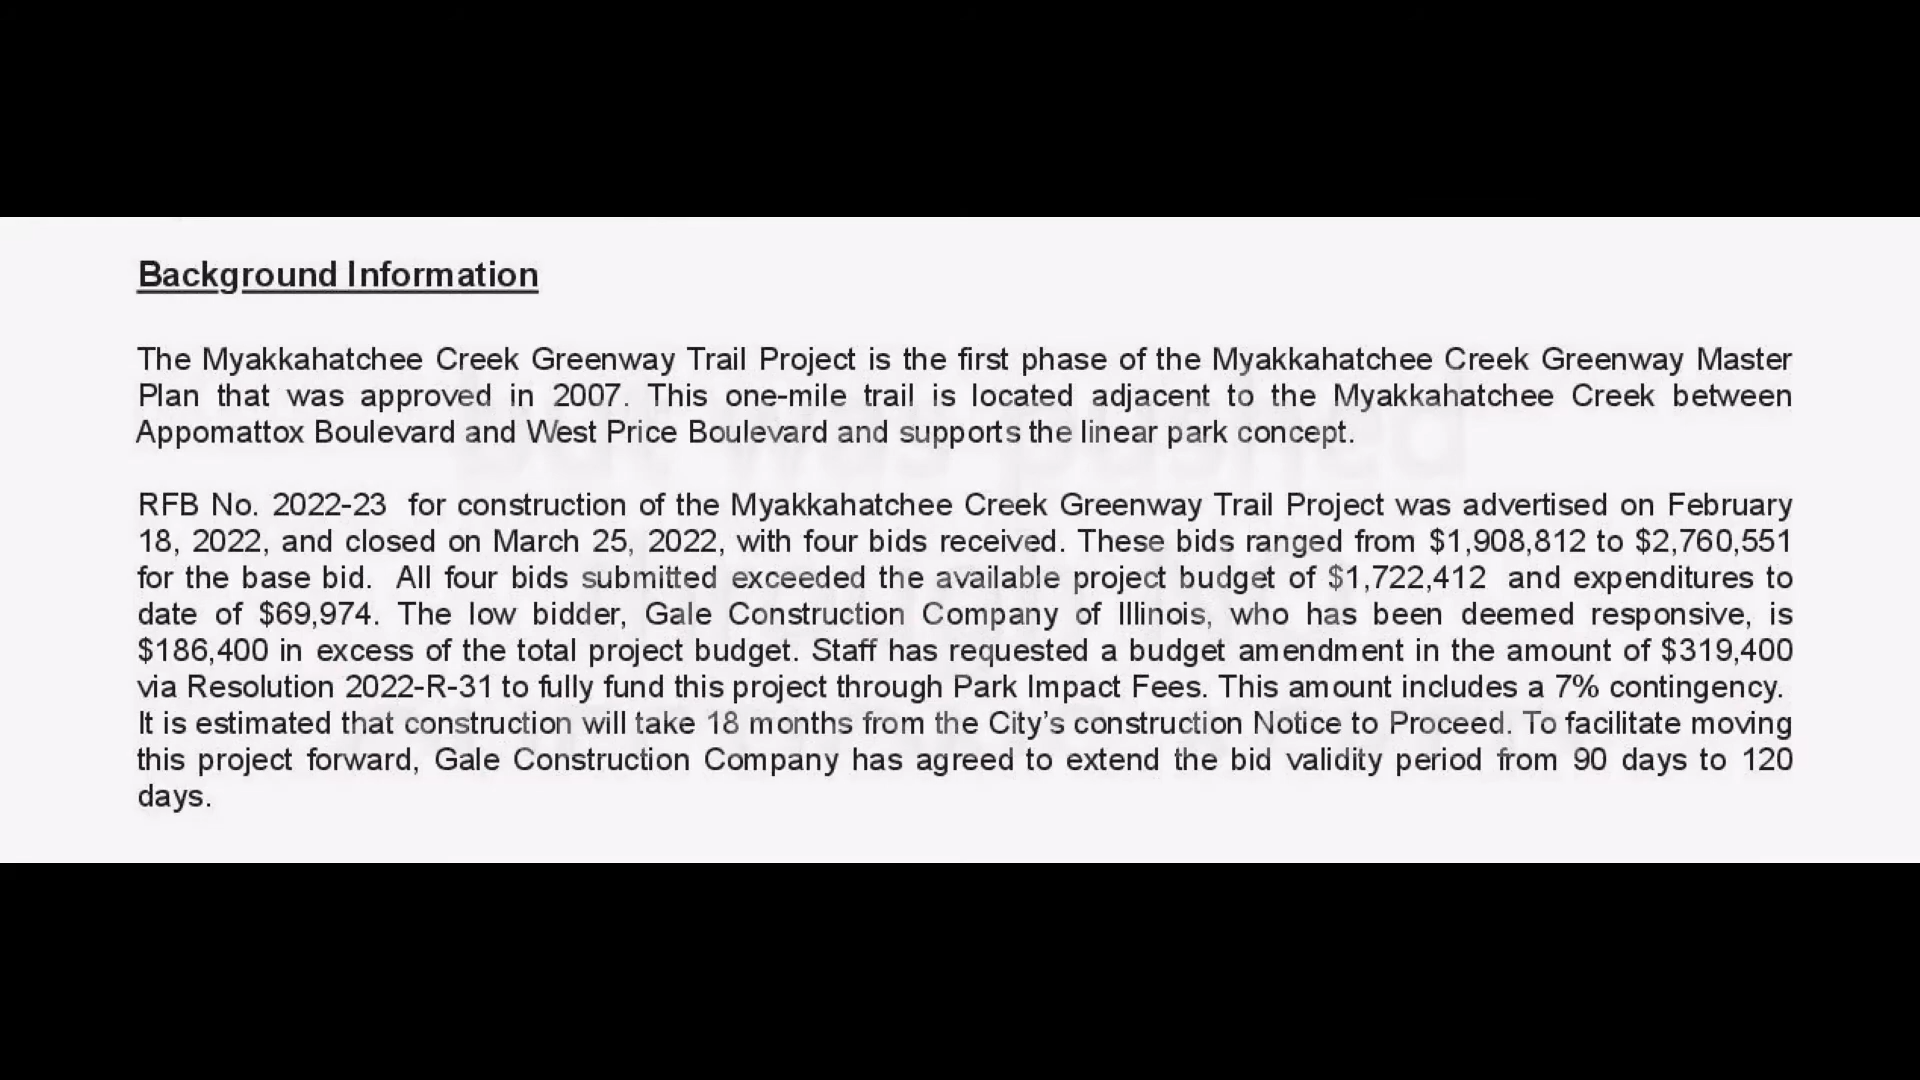 Background Information
The Myakkahatchee Creek Greenway Trail Project is the first phase of the Myakkahatchee Creek Greenway Master
Plan that was approved in 2007. This one-mile trail is located adjacent to the Myakkahatchee Creek between
Appomattox Boulevard and West Price Boulevard and supports the linear park concept.
RFB No. 2022-23 for construction of the Myakkahatchee Creek Greenway Trail Project was advertised on February
18, 2022, and closed on March 25, 2022, with four bids received. These bids ranged from $1,908,812 to $2,760,551
for the base bid. All four bids submitted exceeded the available project budget of $1,722,412 and expenditures to
date of $69,974. The low bidder, Gale Construction Company of Illinois, who has been deemed responsive, is
$186,400 in excess of the total project budget. Staff has requested a budget amendment in the amount of $319,400
via Resolution 2022-R-31 to fully fund this project through Park Impact Fees. This amount includes a 7% contingency.
It is estimated that construction will take 18 months from the City's construction Notice to Proceed. To facilitate moving
this project forward, Gale Construction Company has agreed to extend the bid validity period from 90 days to 120
days.
but was pushed